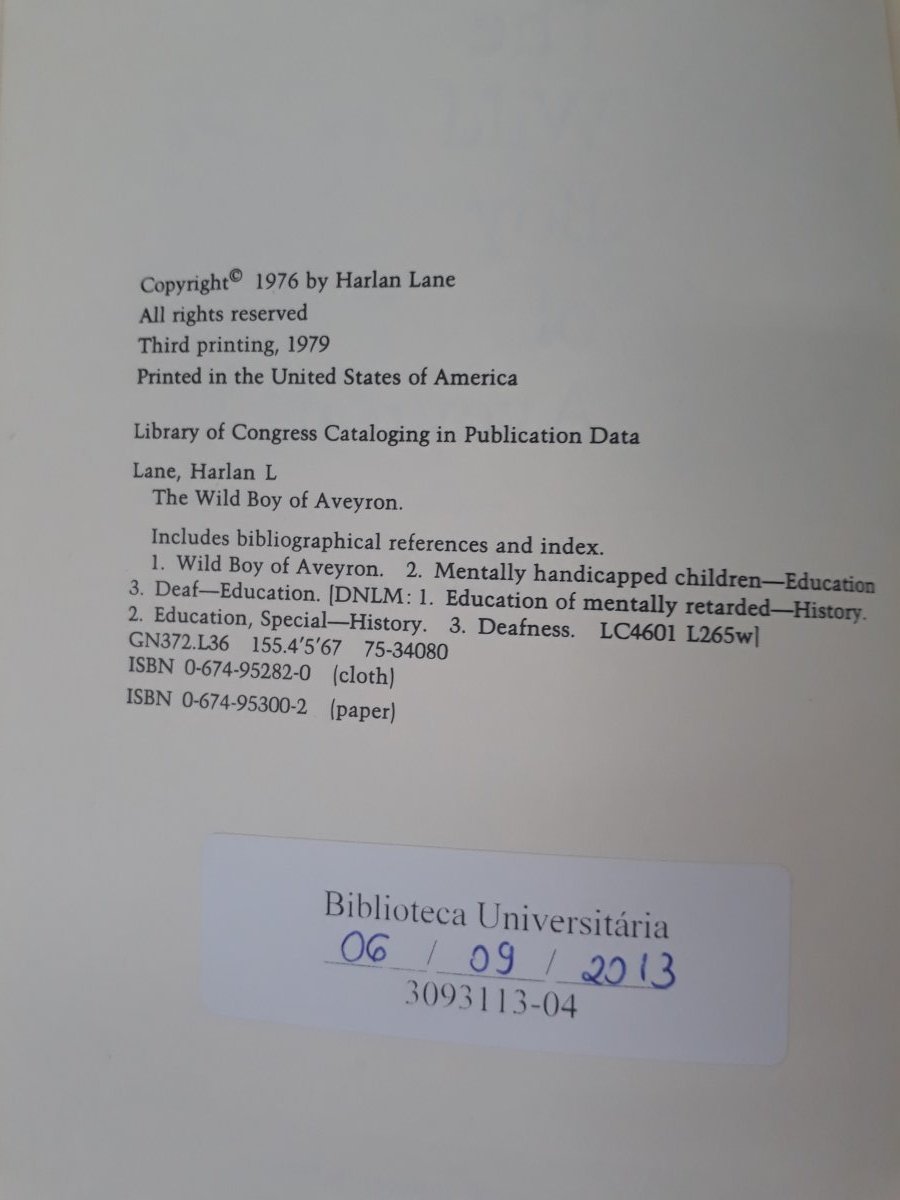 Copyright© 1976 by Harlan Lane
All rights reserved
Third printing, 1979
Printed in the United States of America
Library of Congress Cataloging in Publication Data
Lane, Harlan L
The Wild Boy of Aveyron.
Includes bibliographical references and index.
1. Wild Boy of Aveyron. 2. Mentally handicapped children—Education
3. Deaf—Education. [DNLM: 1. Education of mentally retarded—History.
2. Education, Special—History. 3. Deafness. LC4601 L265w]
GN372.L36 155.4'5'67 75-34080
ISBN 0-674-95282-0 (cloth)
ISBN 0-674-95300-2 (paper)
Biblioteca Universitária
06 / 09 / 2013
3093113-04